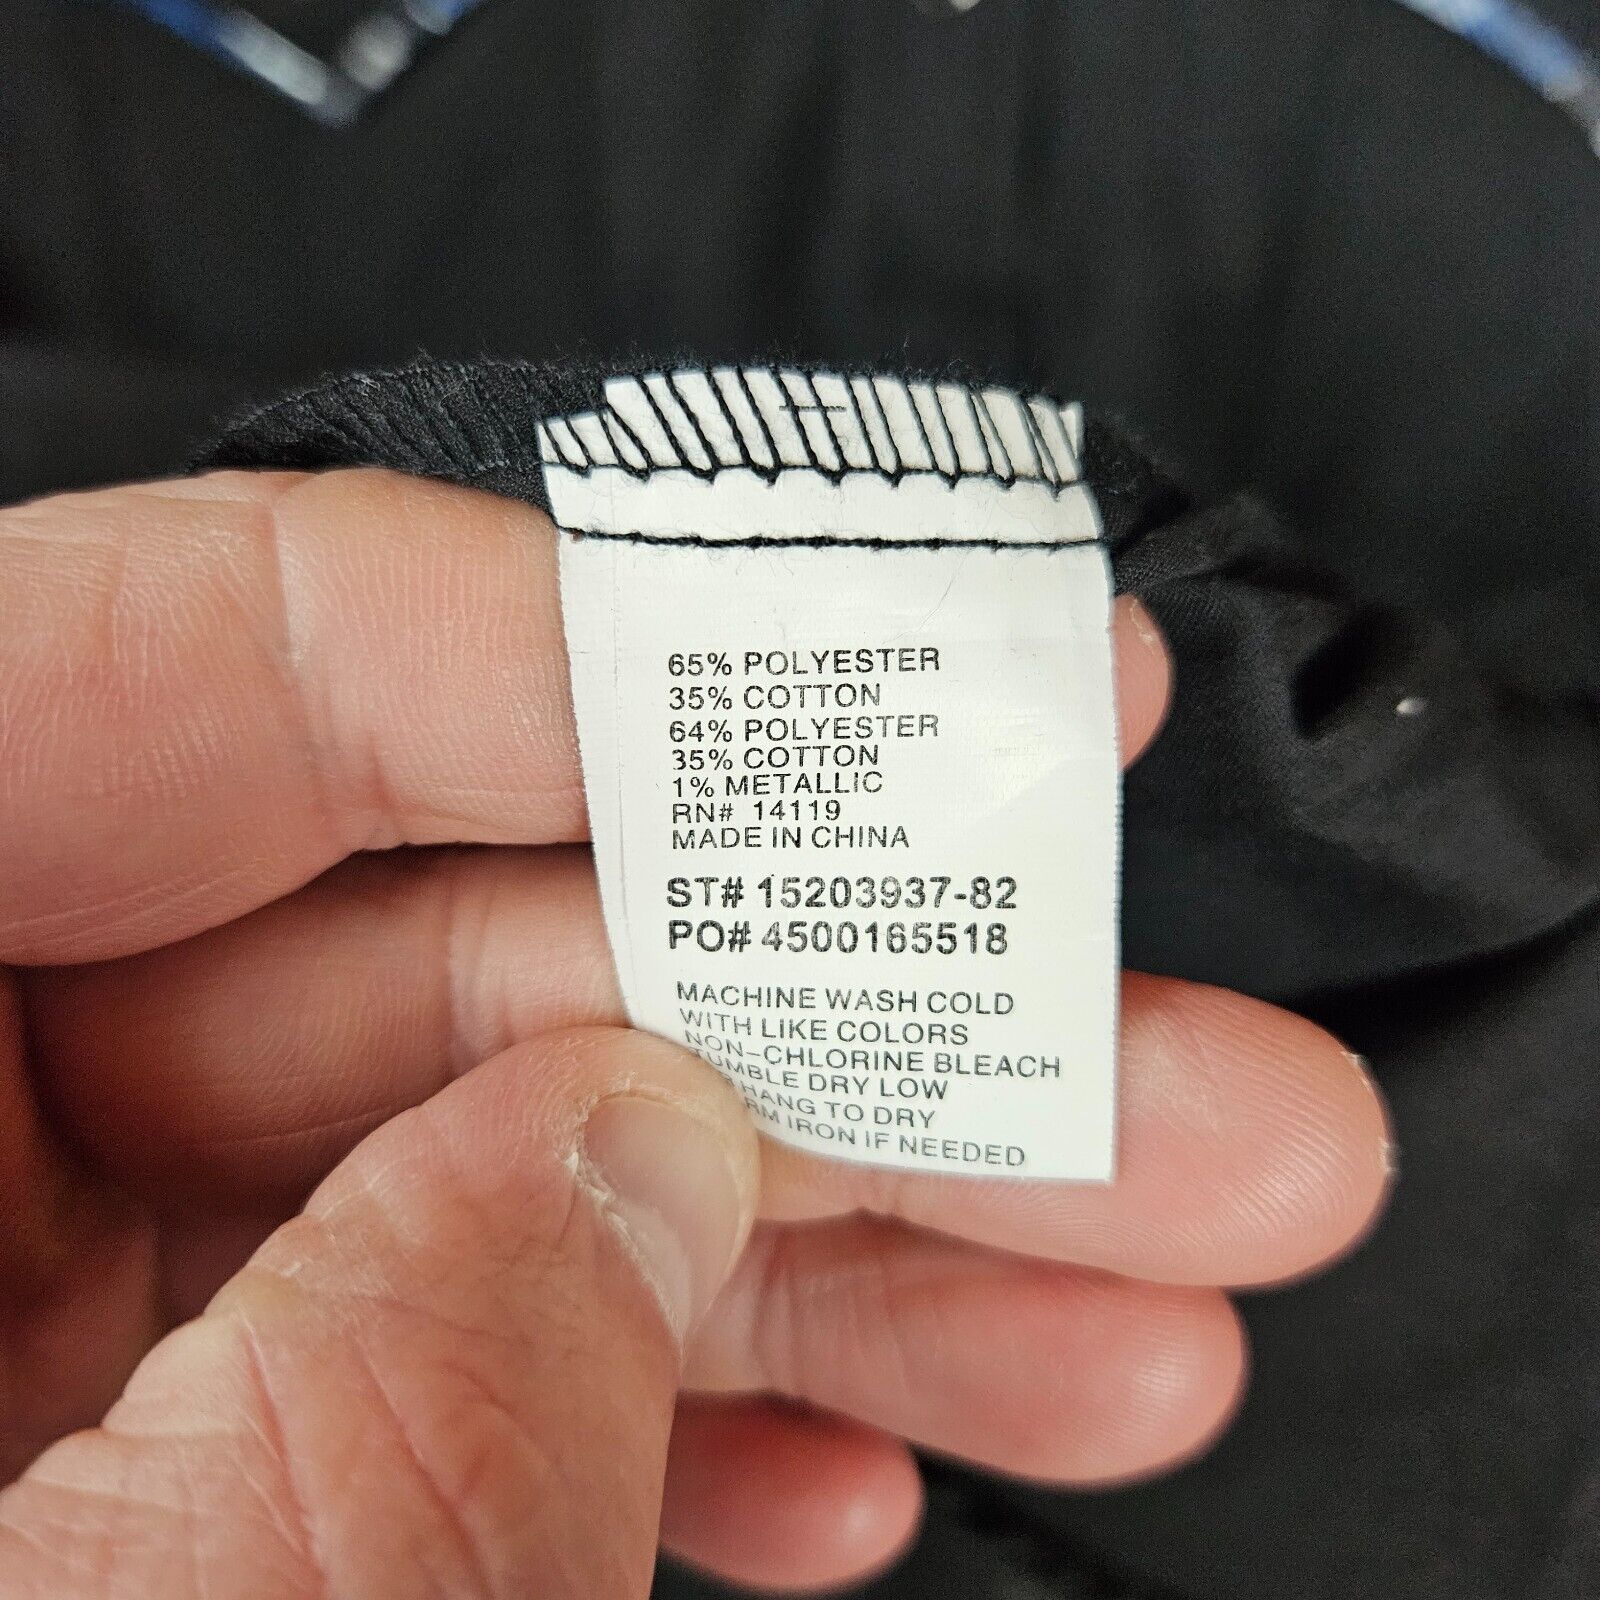 65% POLYESTER
35% COTTON
64% POLYESTER
35% COTTON
1% METALLIC
RN# 14119
MADE IN CHINA
ST# 15203937-82
PO# 4500165518
MACHINE WASH COLD
WITH LIKE COLORS
NON-CHLORINE BLEACH
TUMBLE DRY LOW
HANG TO DRY
IRON IF NEEDED